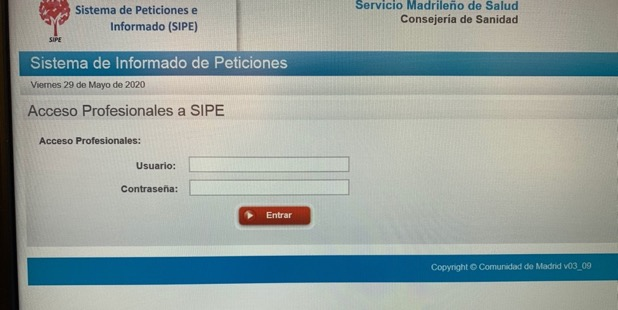 Sistema de Peticiones e
Informado (SIPE)
SIPE
Servicio Madrileño de Salud
Consejería de Sanidad
Sistema de Informado de Peticiones
Viernes 29 de Mayo de 2020
Acceso Profesionales a SIPE
Acceso Profesionales:
Usuario:
Contraseña:
Entrar
Copyright © Comunidad de Madrid v03_09